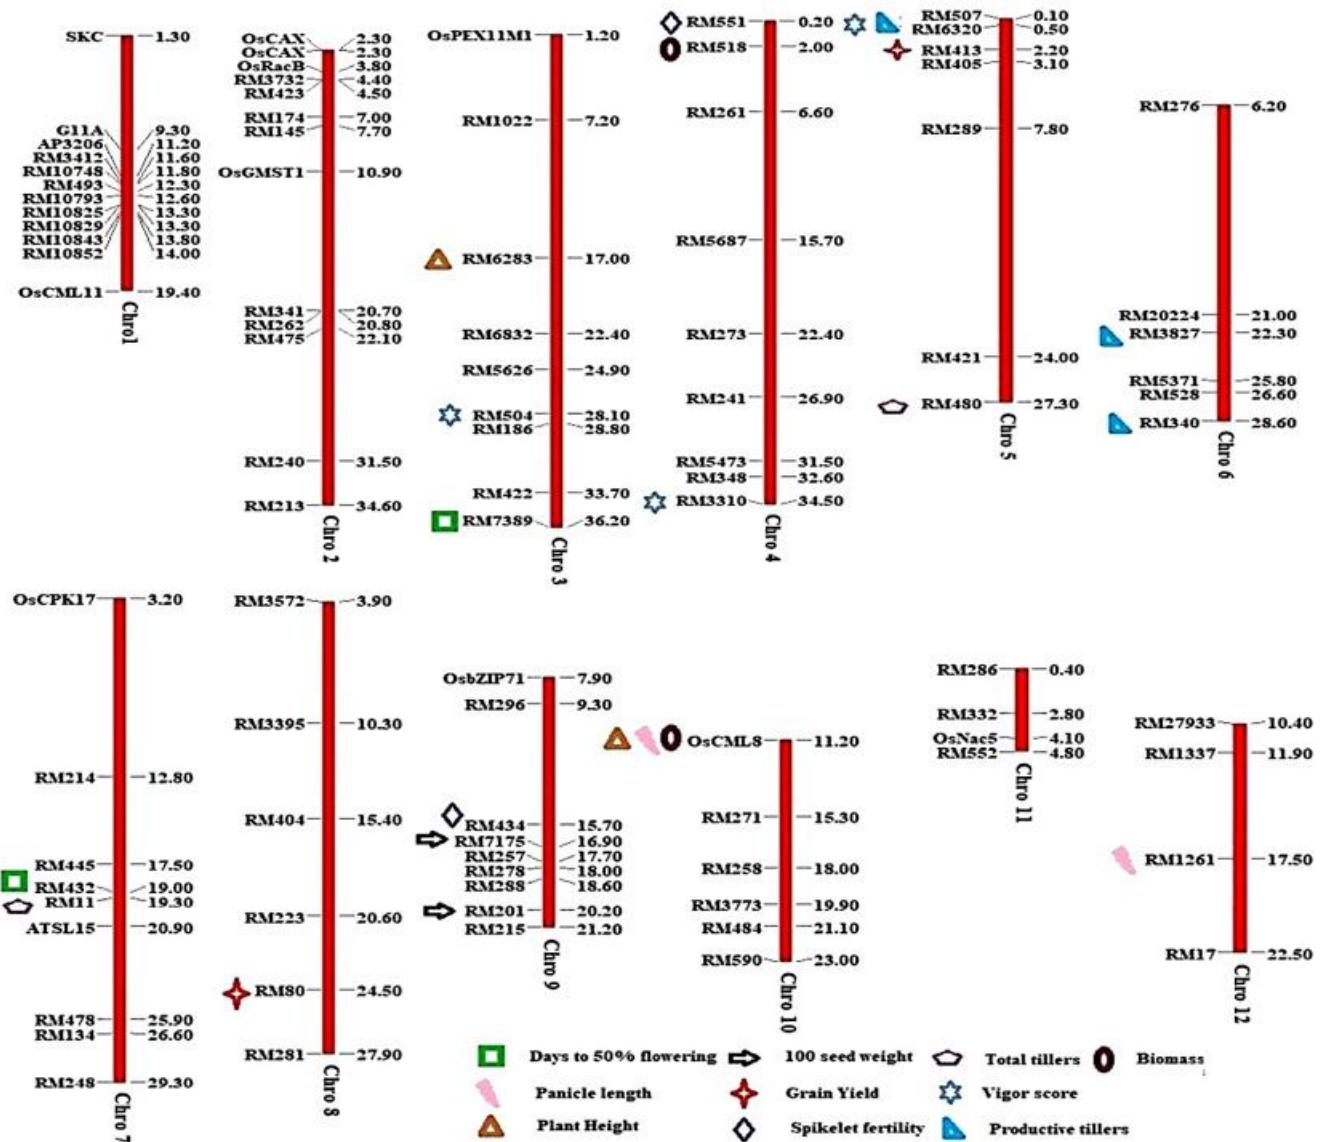 SKC 1.30
G11A 9.30
AP3206 11.20
RM3412 11.60
RM10748 11.80
RM493 12.30
RM10793 12.60
RM10825 13.30
RM10829 13.30
RM10843 13.80
RM10852 14.00
OsCML11 19.40
Chro1
OsCAX 2.30
OsCAX 2.30
OsRacB 3.80
RM3732 4.40
RM423 4.50
RM174 7.00
RM145 7.70
OsGMST1 10.90
RM341 20.70
RM262 20.80
RM475 22.10
RM240 31.50
RM213 34.60
Chro 2
OsPEX11M1 1.20
RM1022 7.20
RM6283 17.00
RM6832 22.40
RM5626 24.90
RM504 28.10
RM186 28.80
RM422 33.70
RM7389 36.20
Chro 3
RM551 0.20
RM518 2.00
RM261 6.60
RM5687 15.70
RM273 22.40
RM241 26.90
RM5473 31.50
RM348 32.60
RM3310 34.50
Chro 4
RM507 0.10
RM6320 0.50
RM413 2.20
RM405 3.10
RM289 7.80
RM421 24.00
RM480 27.30
Chro 5
RM276 6.20
RM20224 21.00
RM3827 22.30
RM5371 25.80
RM528 26.60
RM340 28.60
Chro 6
OsCPK17 3.20
RM214 12.80
RM445 17.50
RM432 19.00
RM11 19.30
ATSL15 20.90
RM478 25.90
RM134 26.60
RM248 29.30
Chro 7
RM3572 3.90
RM3395 10.30
RM404 15.40
RM223 20.60
RM80 24.50
RM281 27.90
Chro 8
OsbZIP71 7.90
RM296 9.30
RM434 15.70
RM7175 16.90
RM257 17.70
RM278 18.00
RM288 18.60
RM201 20.20
RM215 21.20
Chro 9
OsCML8 11.20
RM271 15.30
RM258 18.00
RM3773 19.90
RM484 21.10
RM590 23.00
Chro 10
RM286 0.40
RM332 2.80
OsNac5 4.10
RM552 4.80
Chro 11
RM27933 10.40
RM1337 11.90
RM1261 17.50
RM17 22.50
Chro 12
Days to 50% flowering 100 seed weight Total tillers Biomass
Panicle length Grain Yield Vigor score
Plant Height Spikelet fertility Productive tillers